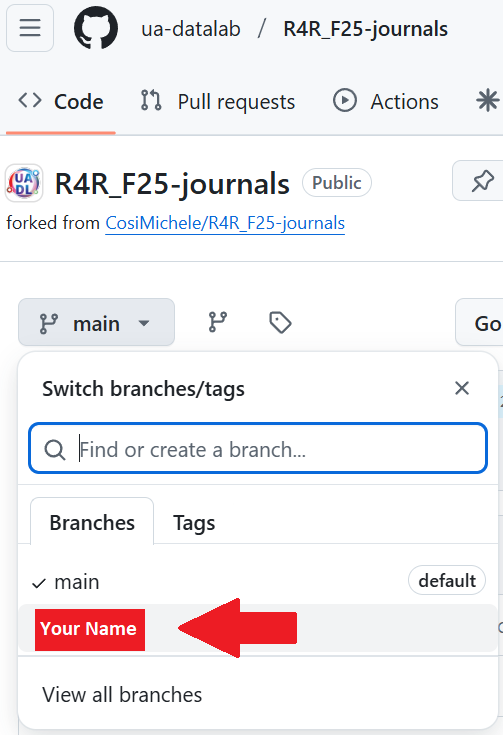 ua-datalab / R4R_F25-journals
Code Pull requests Actions
UA
DL
R4R_F25-journals Public
forked from CosiMichele/R4R_F25-journals
main
Go
Switch branches/tags
Find or create a branch...
Branches Tags
main default
Your Name
View all branches